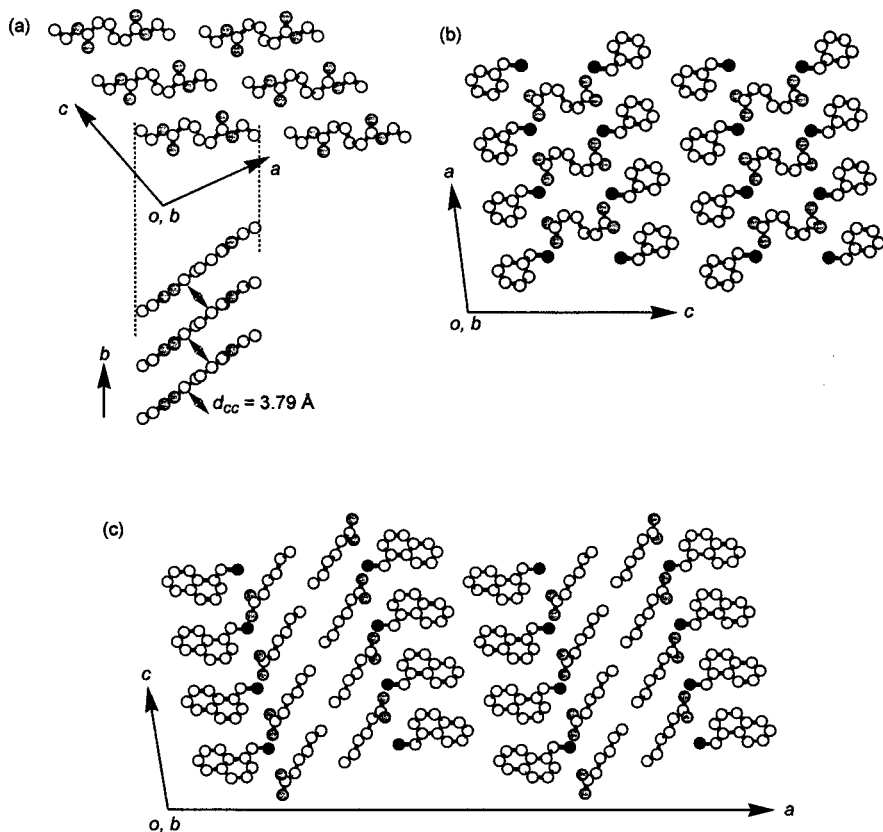 (a)
c
a
o, b
b
d_cc = 3.79 Å
(b)
a
o, b
c
(c)
c
o, b
a